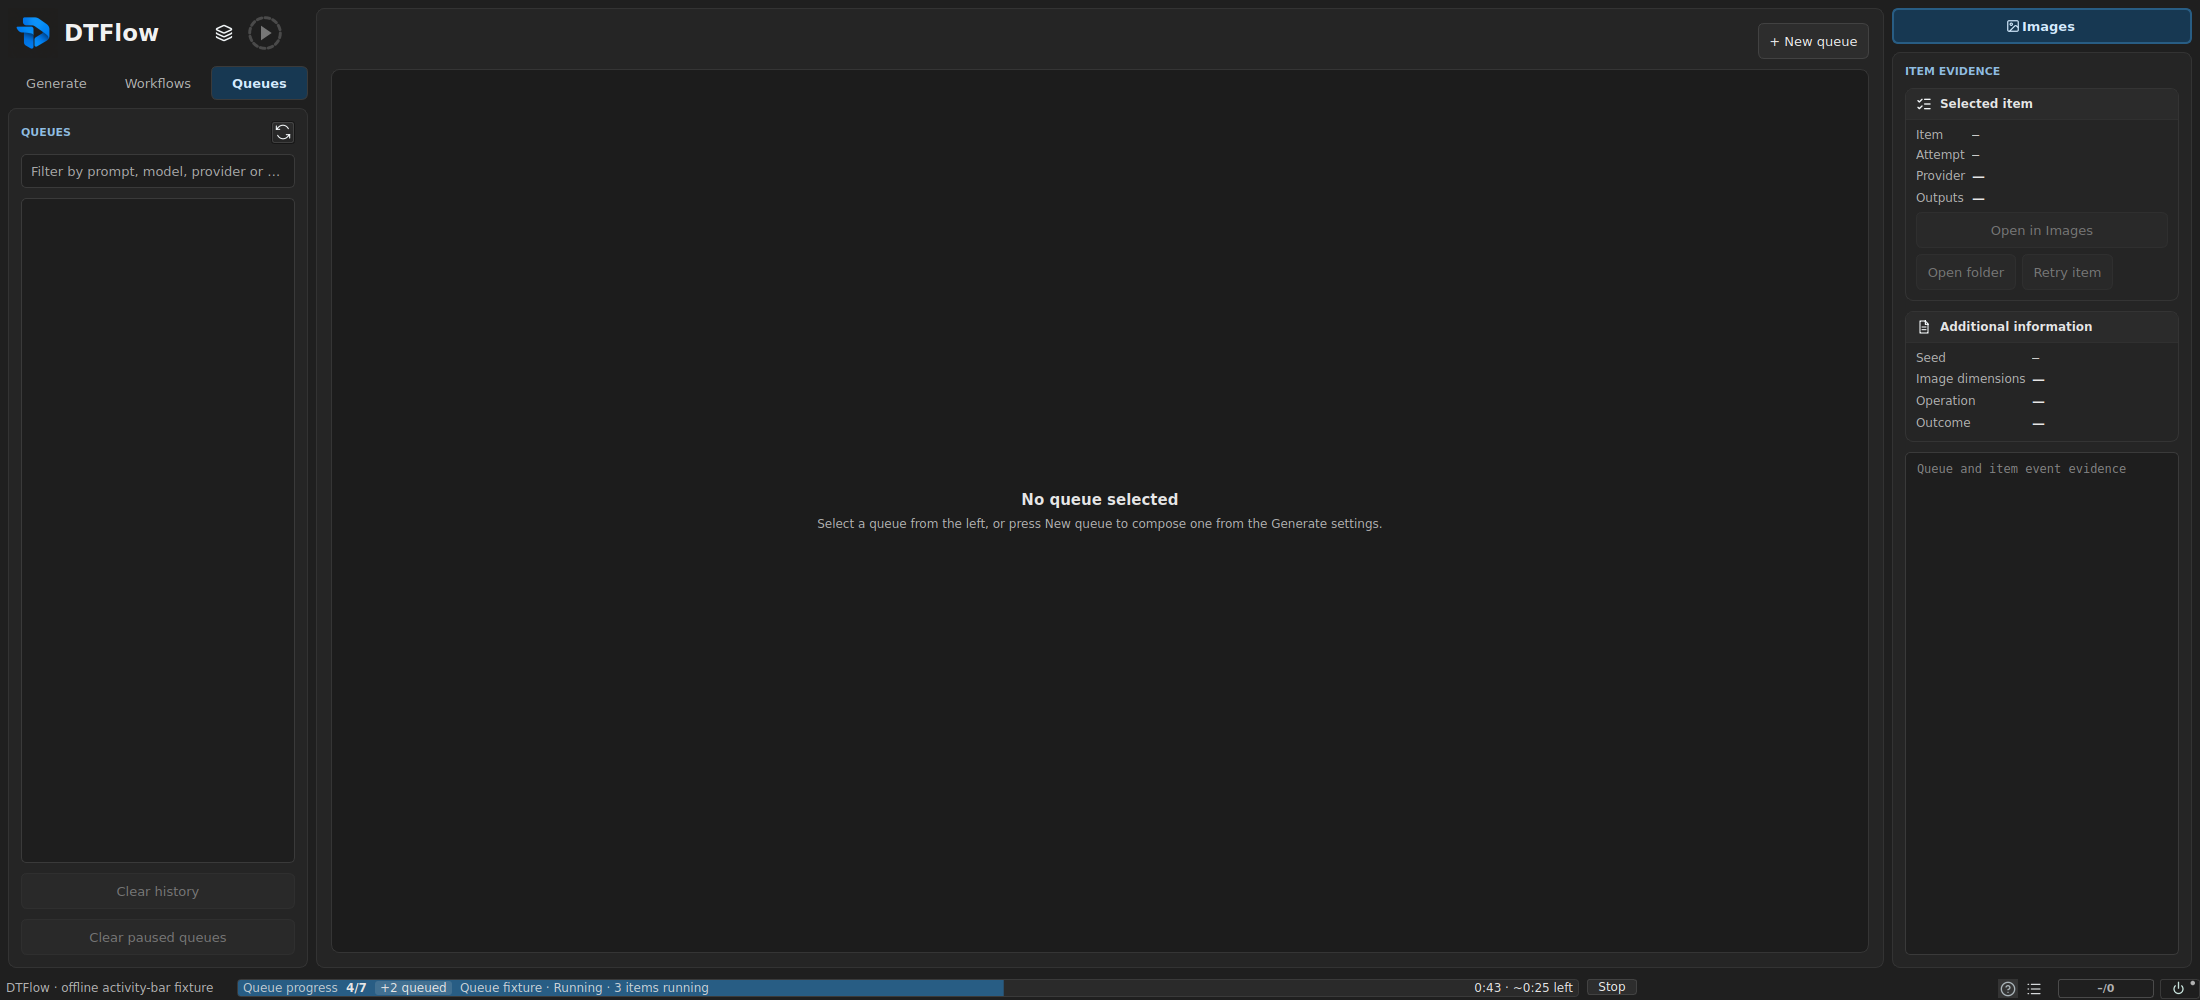 DTFlow
Generate
Workflows
Queues
QUEUES
Filter by prompt, model, provider or ...
Clear history
Clear paused queues
+ New queue
No queue selected
Select a queue from the left, or press New queue to compose one from the Generate settings.
Images
ITEM EVIDENCE
Selected item
Item –
Attempt –
Provider —
Outputs —
Open in Images
Open folder
Retry item
Additional information
Seed –
Image dimensions —
Operation —
Outcome —
Queue and item event evidence
DTFlow · offline activity-bar fixture
Queue progress 4/7 +2 queued Queue fixture · Running · 3 items running
0:43 · ~0:25 left
Stop
–/0